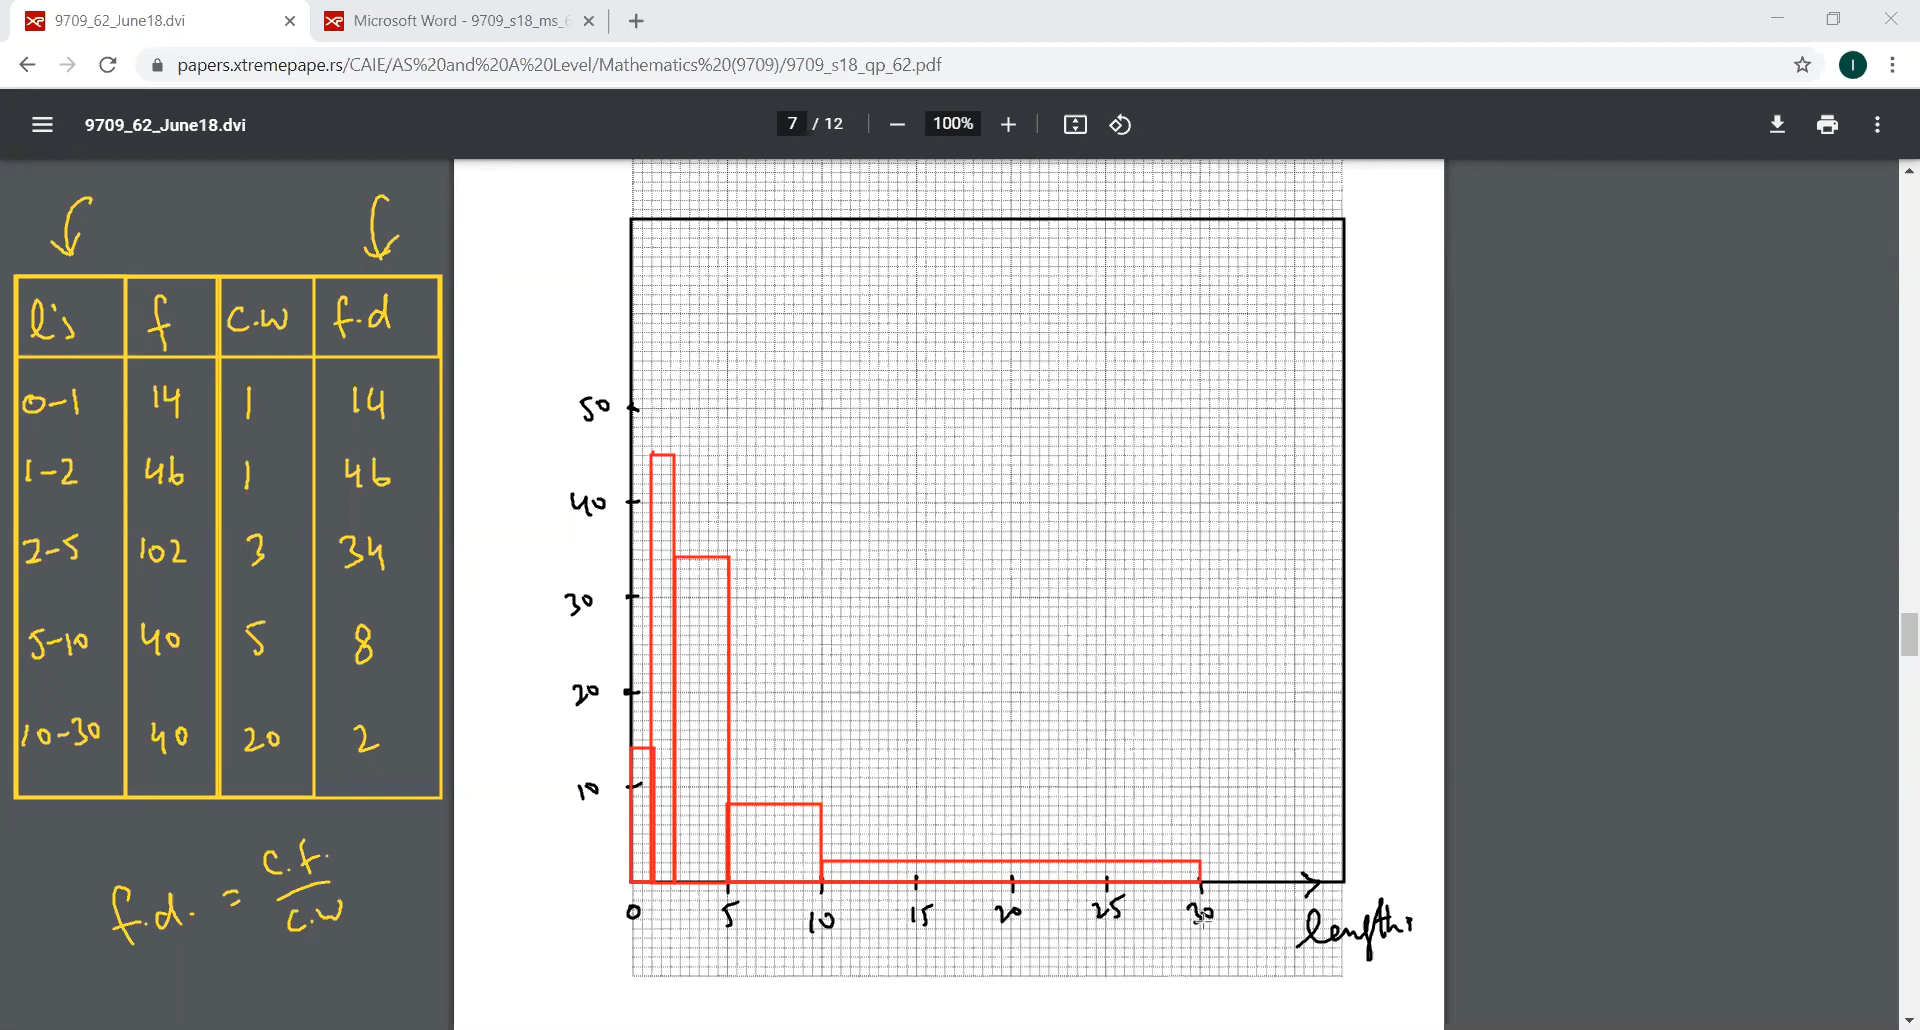 9709_62_June18.dvi
Microsoft Word - 9709_s18_ms_6
papers.xtremepape.rs/CAIE/AS%20and%20A%20Level/Mathematics%20(9709)/9709_s18_qp_62.pdf
I
9709_62_June18.dvi
7 / 12
100%
l's f c.w f.d
0-1 14 1 14
1-2 46 1 46
2-5 102 3 34
5-10 40 5 8
10-30 40 20 2
f.d. = c.f. / c.w
50
40
30
20
10
0 5 10 15 20 25 30
lengths